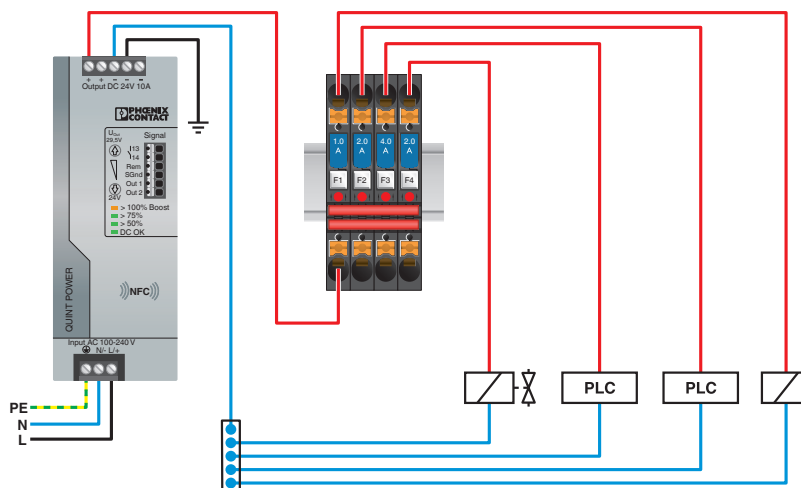 + + − − −
Output DC 24V 10A
PHŒNIX
CONTACT
UOut
29,5V
Signal
13
14
Rem
SGnd
Out 1
Out 2
24V
> 100% Boost
> 75%
> 50%
DC OK
QUINT POWER
NFC
Input AC 100-240 V
N/- L/+
PE
N
L
1.0 A
2.0 A
4.0 A
2.0 A
F1
F2
F3
F4
PLC
PLC